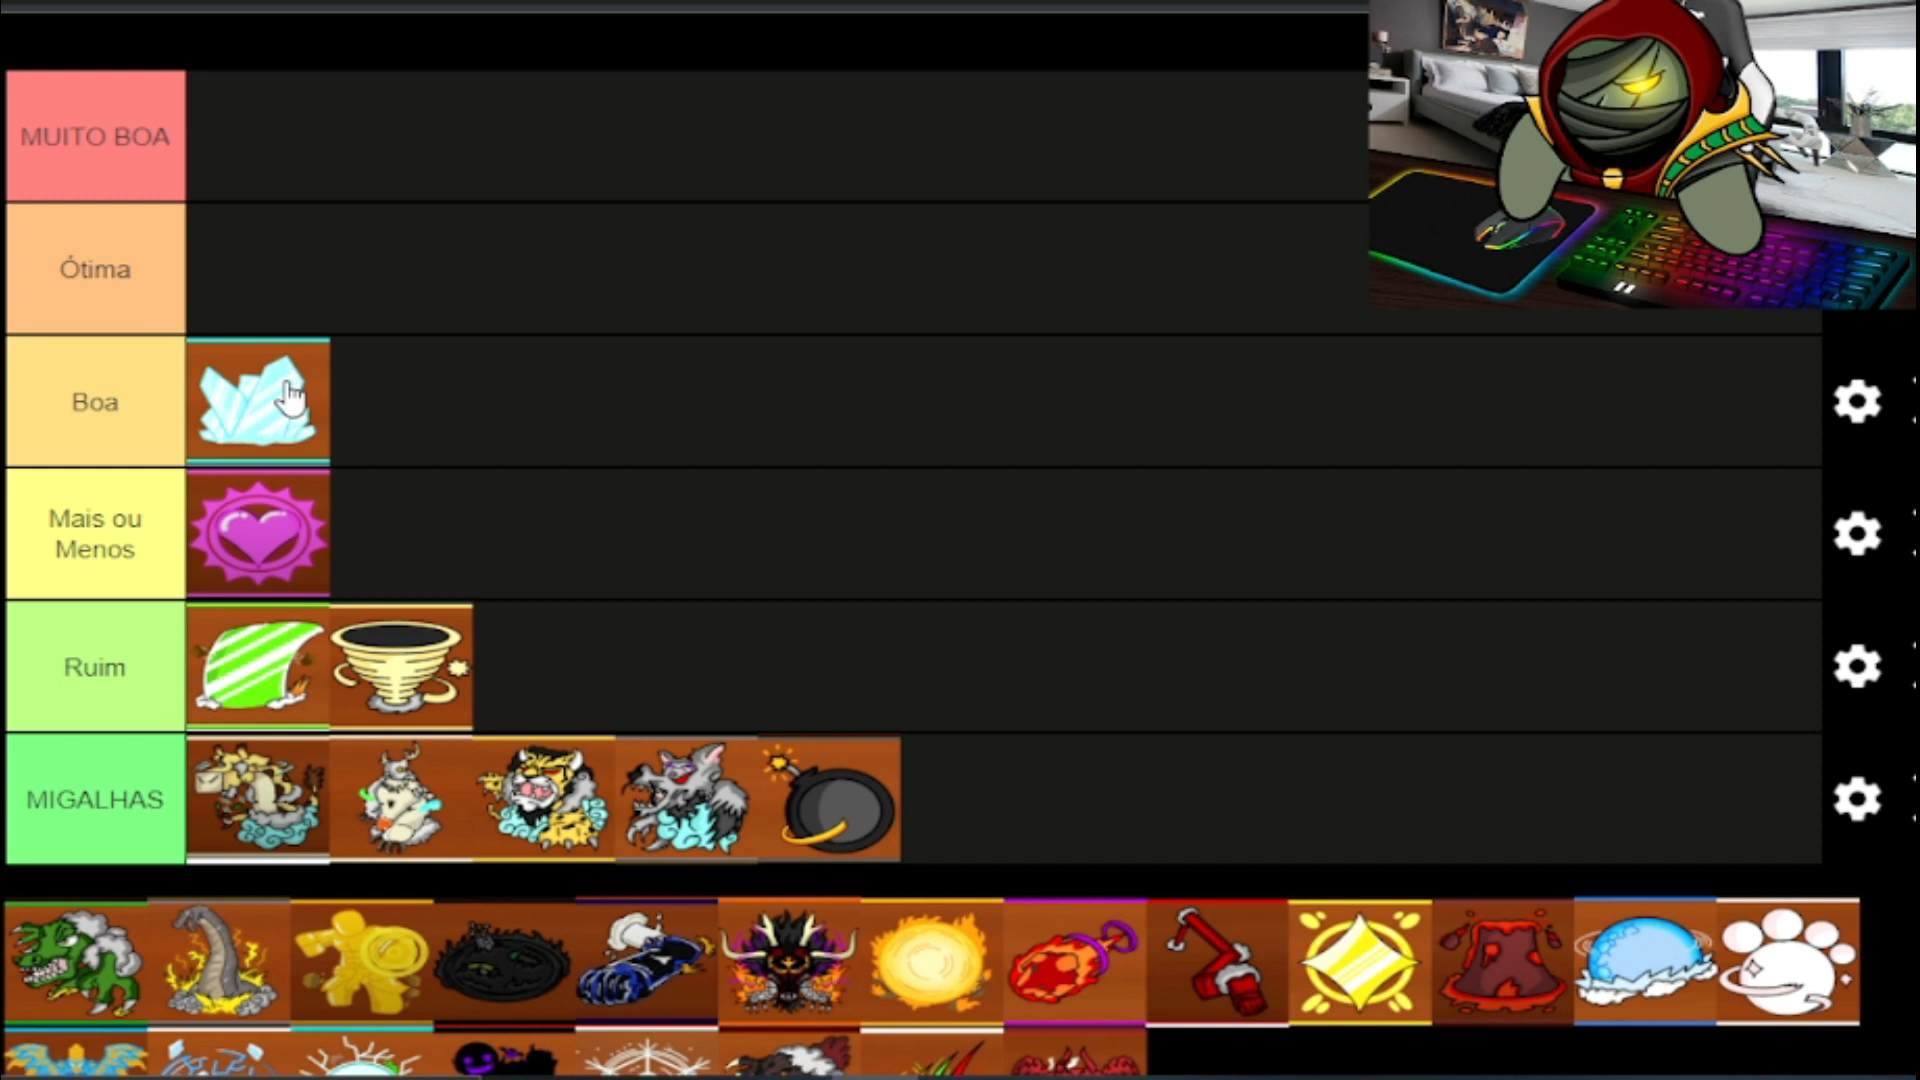 MUITO BOA
Ótima
Boa
Mais ou
Menos
Ruim
MIGALHAS